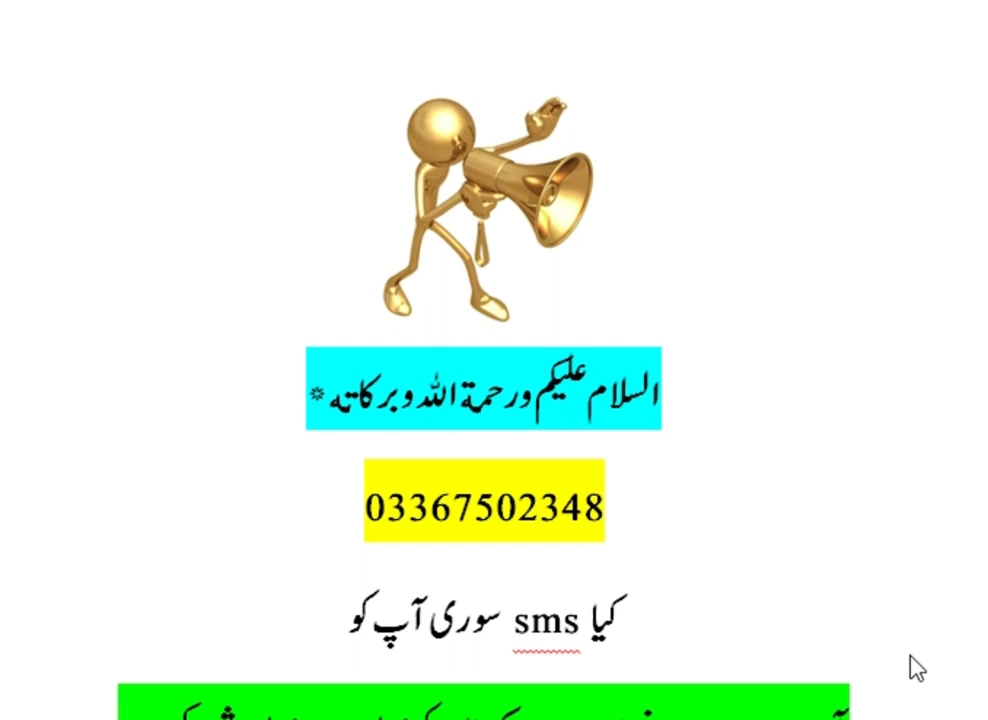 السلام علیکم ورحمۃ اللہ وبرکاتہ*
03367502348
کیا sms سوری آپ کو